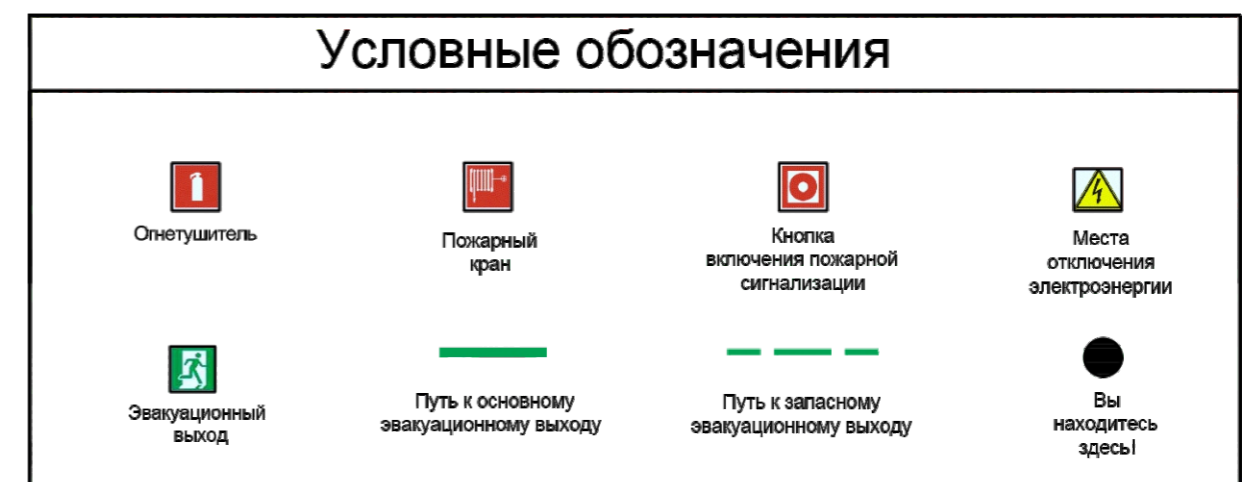 Условные обозначения
Огнетушитель
Пожарный
кран
Кнопка
включения пожарной
сигнализации
Места
отключения
электроэнергии
Эвакуационный
выход
Путь к основному
эвакуационному выходу
Путь к запасному
эвакуационному выходу
Вы
находитесь
здесь!